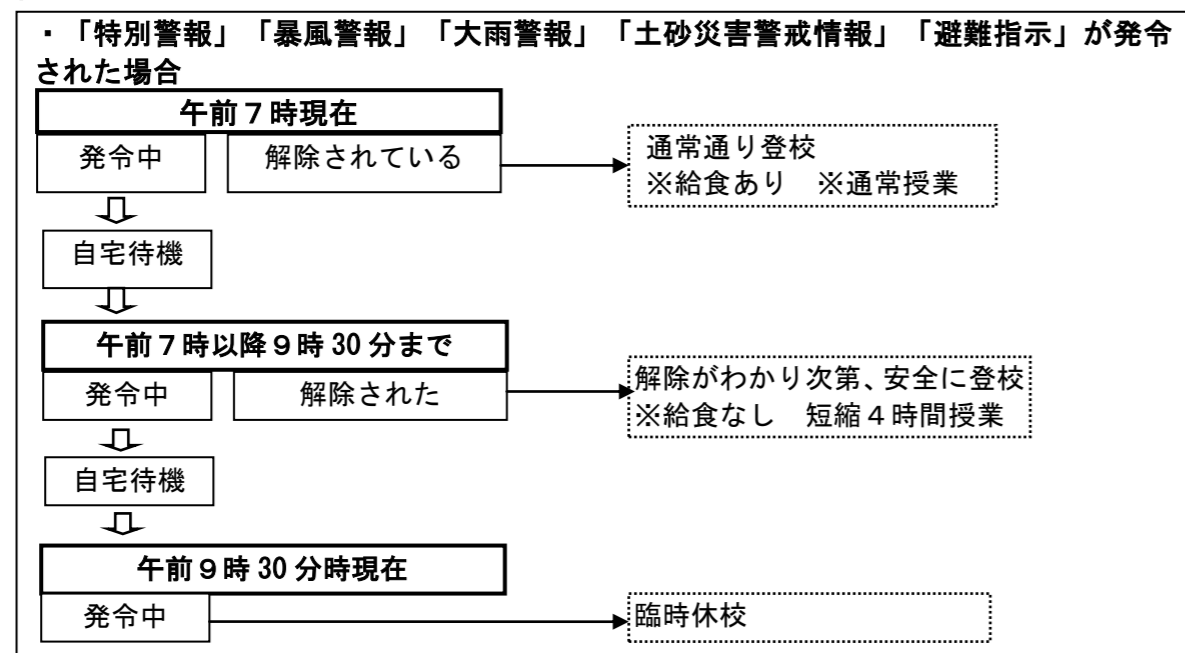 ・「特別警報」「暴風警報」「大雨警報」「土砂災害警戒情報」「避難指示」が発令
された場合
午前７時現在
発令中
解除されている
通常通り登校
※給食あり　※通常授業
自宅待機
午前７時以降９時 30 分まで
発令中
解除された
解除がわかり次第、安全に登校
※給食なし　短縮４時間授業
自宅待機
午前９時 30 分時現在
発令中
臨時休校